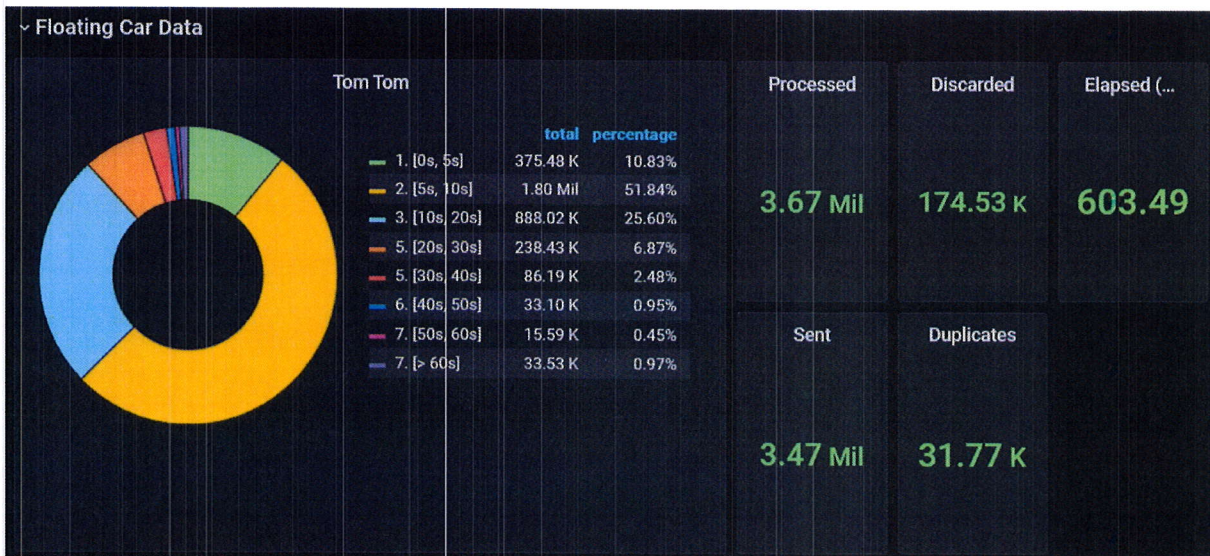 Floating Car Data
Tom Tom
total percentage
1. [0s, 5s] 375.48 K 10.83%
2. [5s, 10s] 1.80 Mil 51.84%
3. [10s, 20s] 888.02 K 25.60%
5. [20s, 30s] 238.43 K 6.87%
5. [30s, 40s] 86.19 K 2.48%
6. [40s, 50s] 33.10 K 0.95%
7. [50s, 60s] 15.59 K 0.45%
7. [> 60s] 33.53 K 0.97%
Processed
3.67 Mil
Discarded
174.53 K
Elapsed (...
603.49
Sent
3.47 Mil
Duplicates
31.77 K